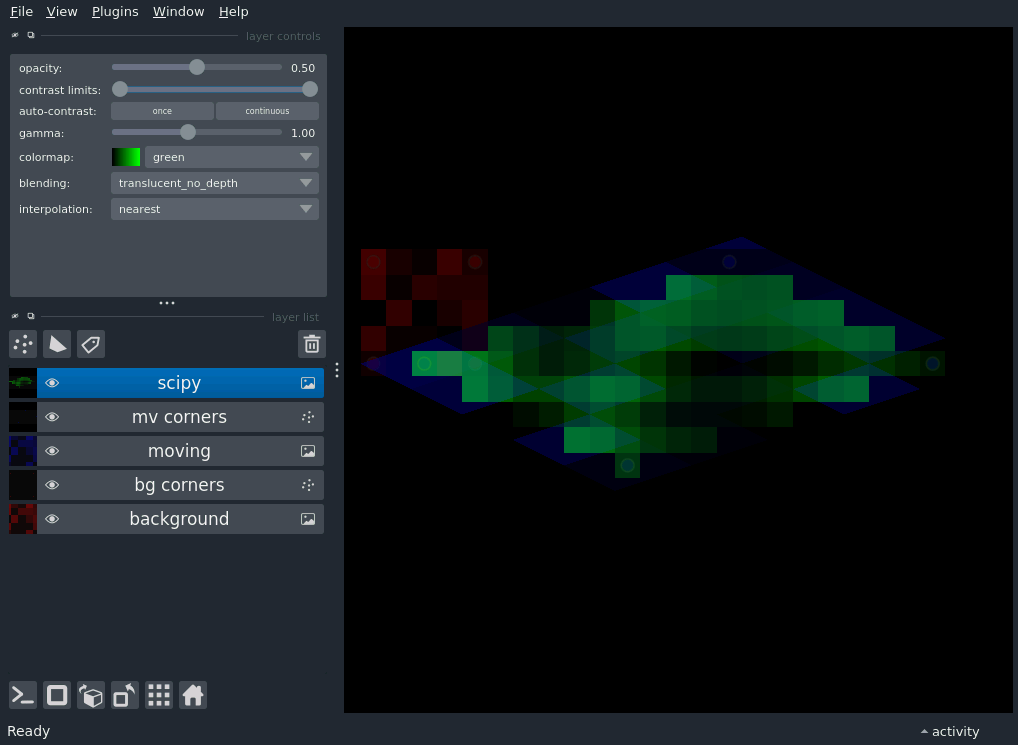 File View Plugins Window Help
layer controls
opacity: 0.50
contrast limits:
auto-contrast: once continuous
gamma: 1.00
colormap: green
blending: translucent_no_depth
interpolation: nearest
layer list
scipy
mv corners
moving
bg corners
background
Ready
activity